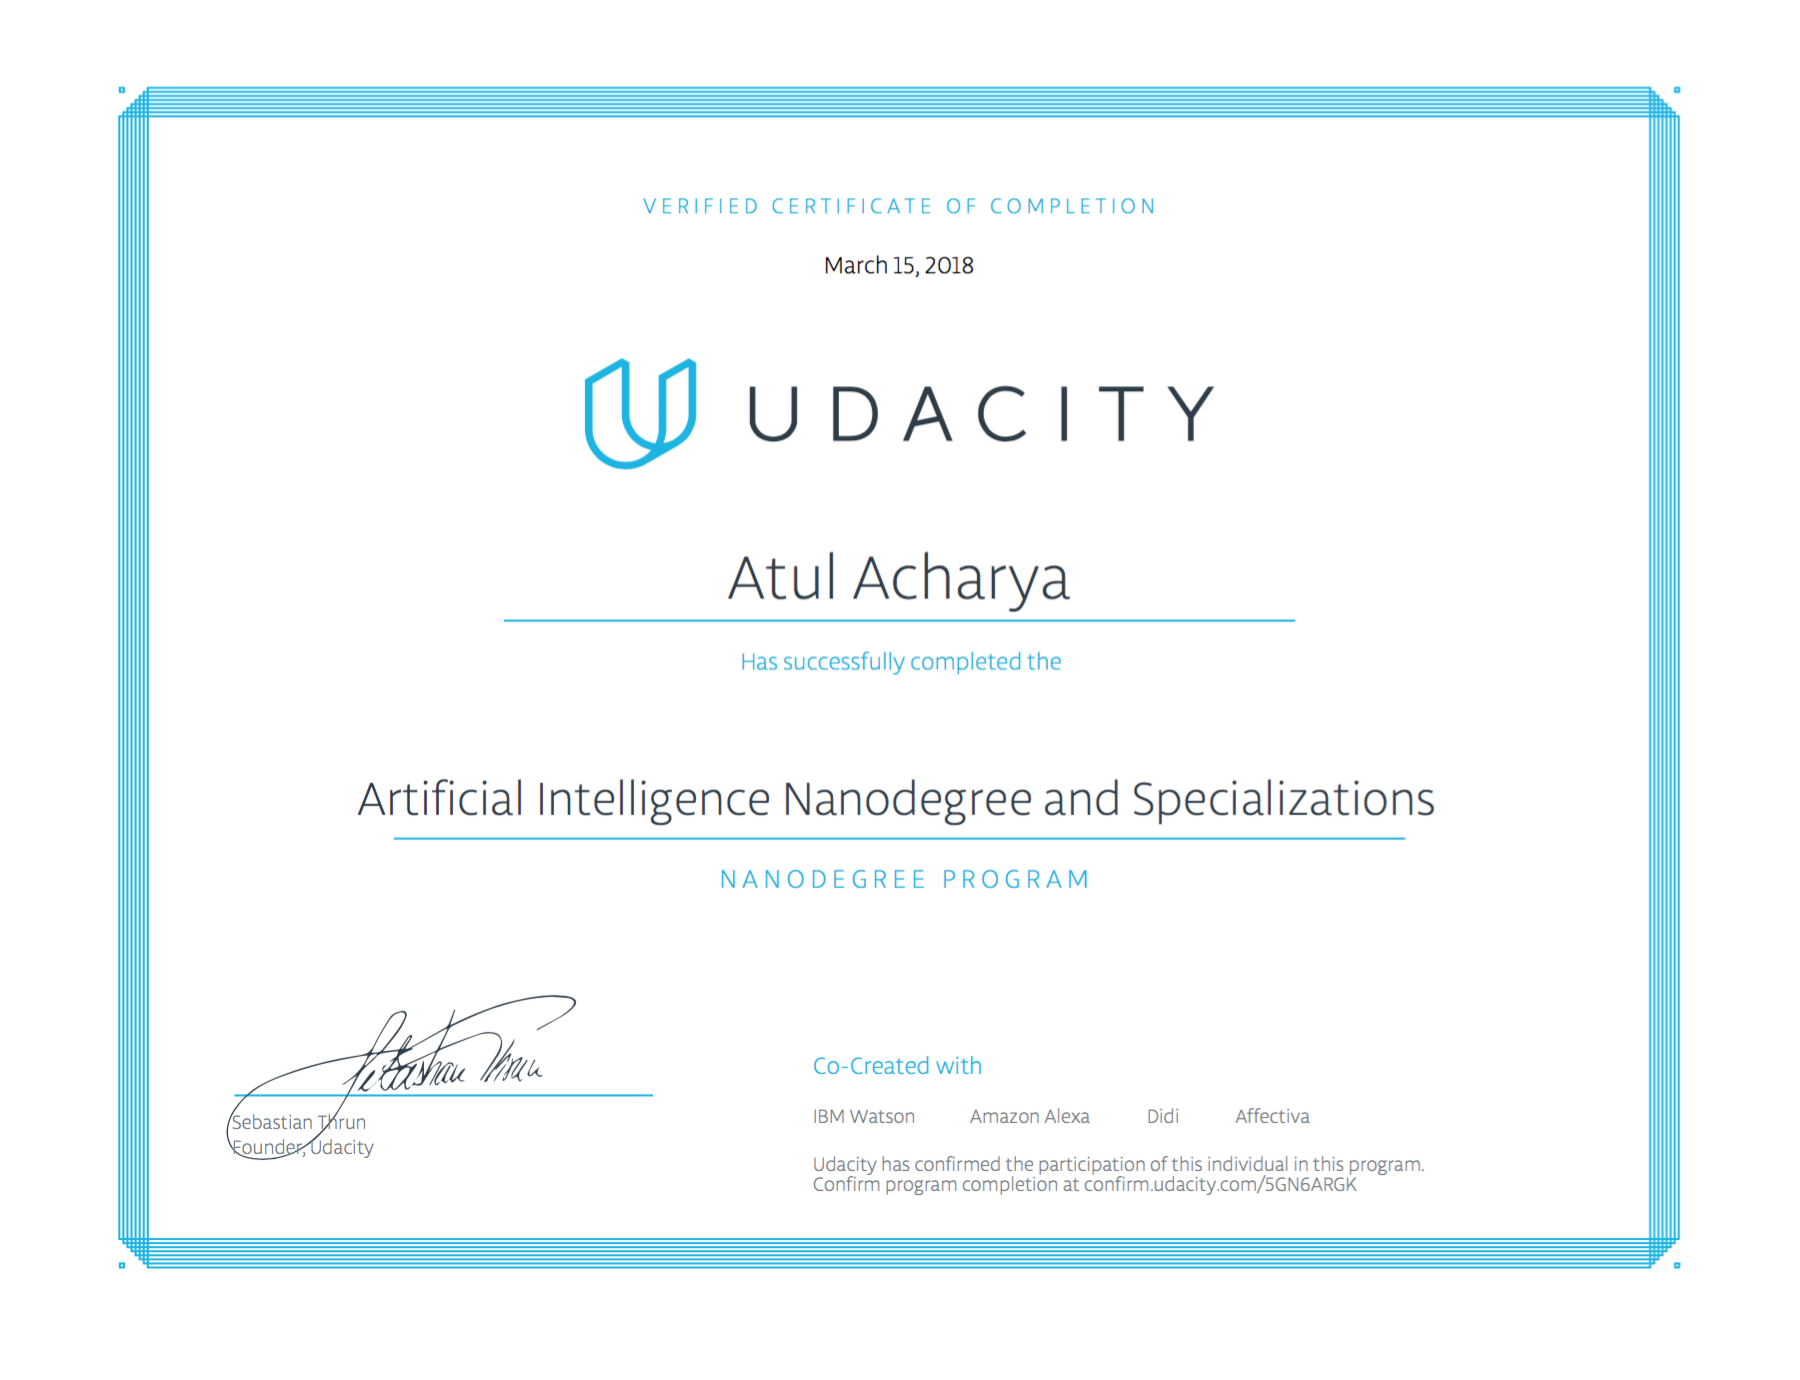 VERIFIED CERTIFICATE OF COMPLETION
March 15, 2018
UDACITY
Atul Acharya
Has successfully completed the
Artificial Intelligence Nanodegree and Specializations
NANODEGREE PROGRAM
Sebastian Thrun
Sebastian Thrun
Founder, Udacity
Co-Created with
IBM Watson Amazon Alexa Didi Affectiva
Udacity has confirmed the participation of this individual in this program.
Confirm program completion at confirm.udacity.com/5GN6ARGK